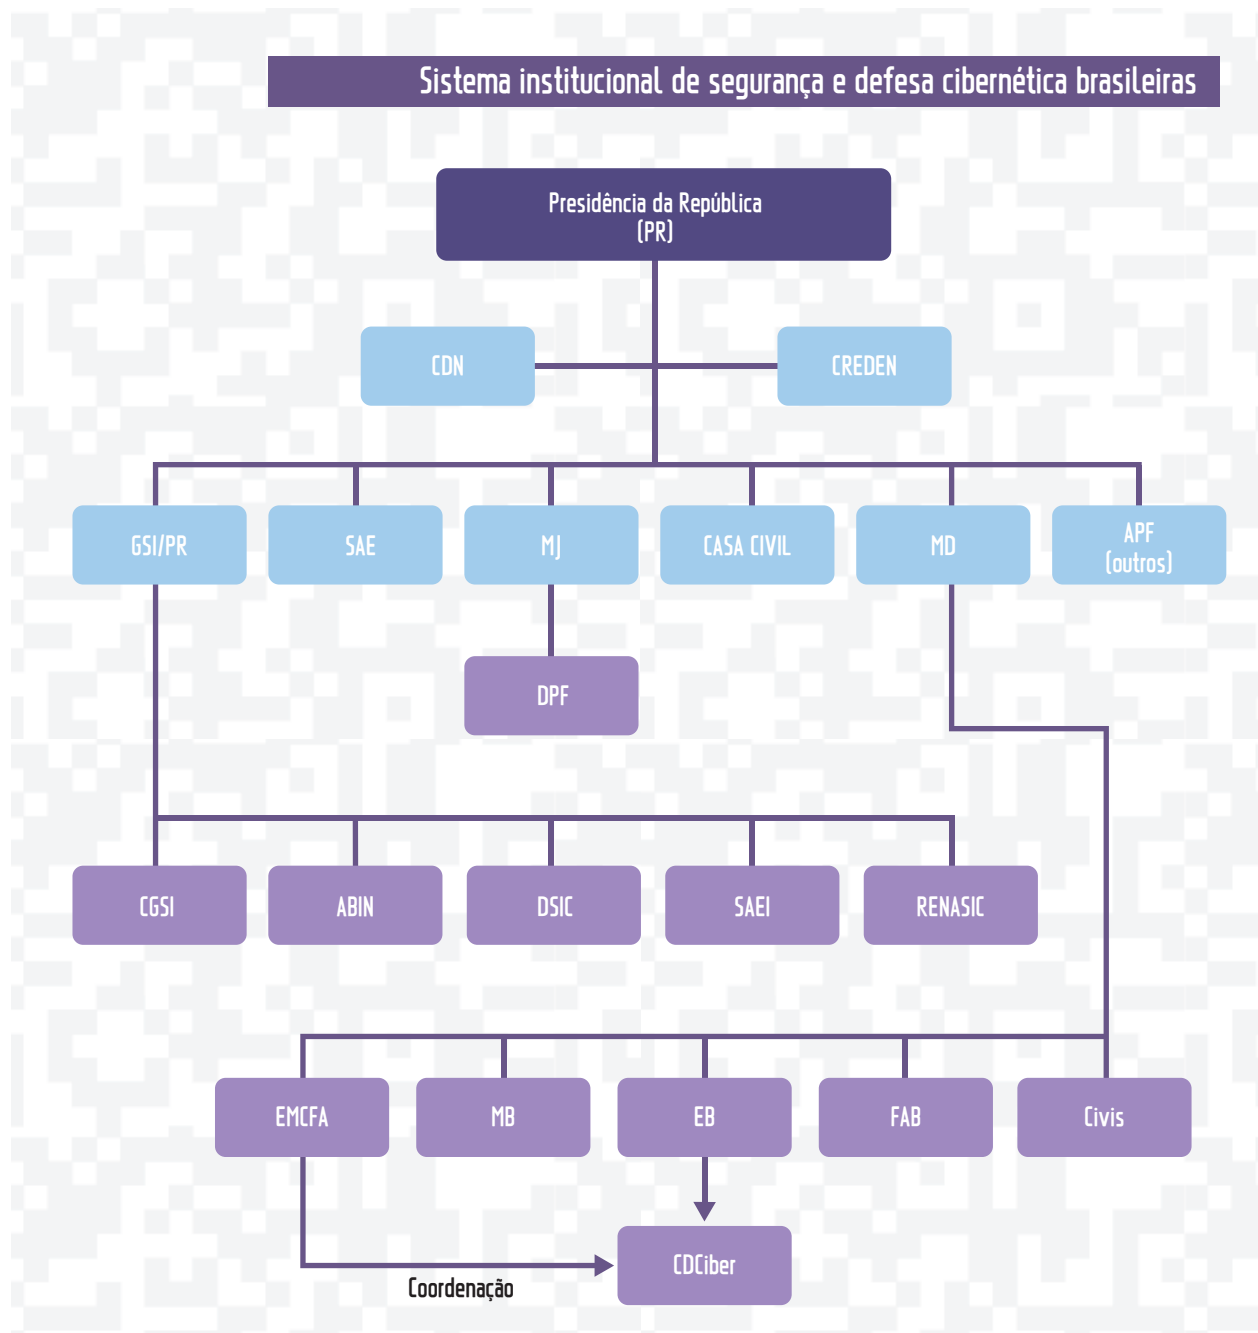 Sistema institucional de segurança e defesa cibernética brasileiras
Presidência da República
(PR)
CDN
CREDEN
GSI/PR
SAE
MJ
CASA CIVIL
MD
APF
(outros)
DPF
CGSI
ABIN
DSIC
SAEI
RENASIC
EMCFA
MB
EB
FAB
Civis
CDCiber
Coordenação